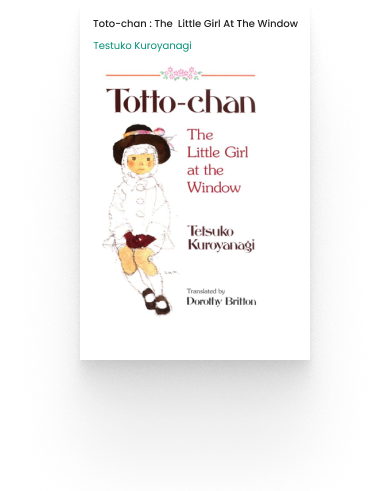 Toto-chan : The Little Girl At The Window
Testuko Kuroyanagi
Totto-chan
The
Little Girl
at the
Window
Tetsuko
Kuroyanagi
Translated by
Dorothy Britton